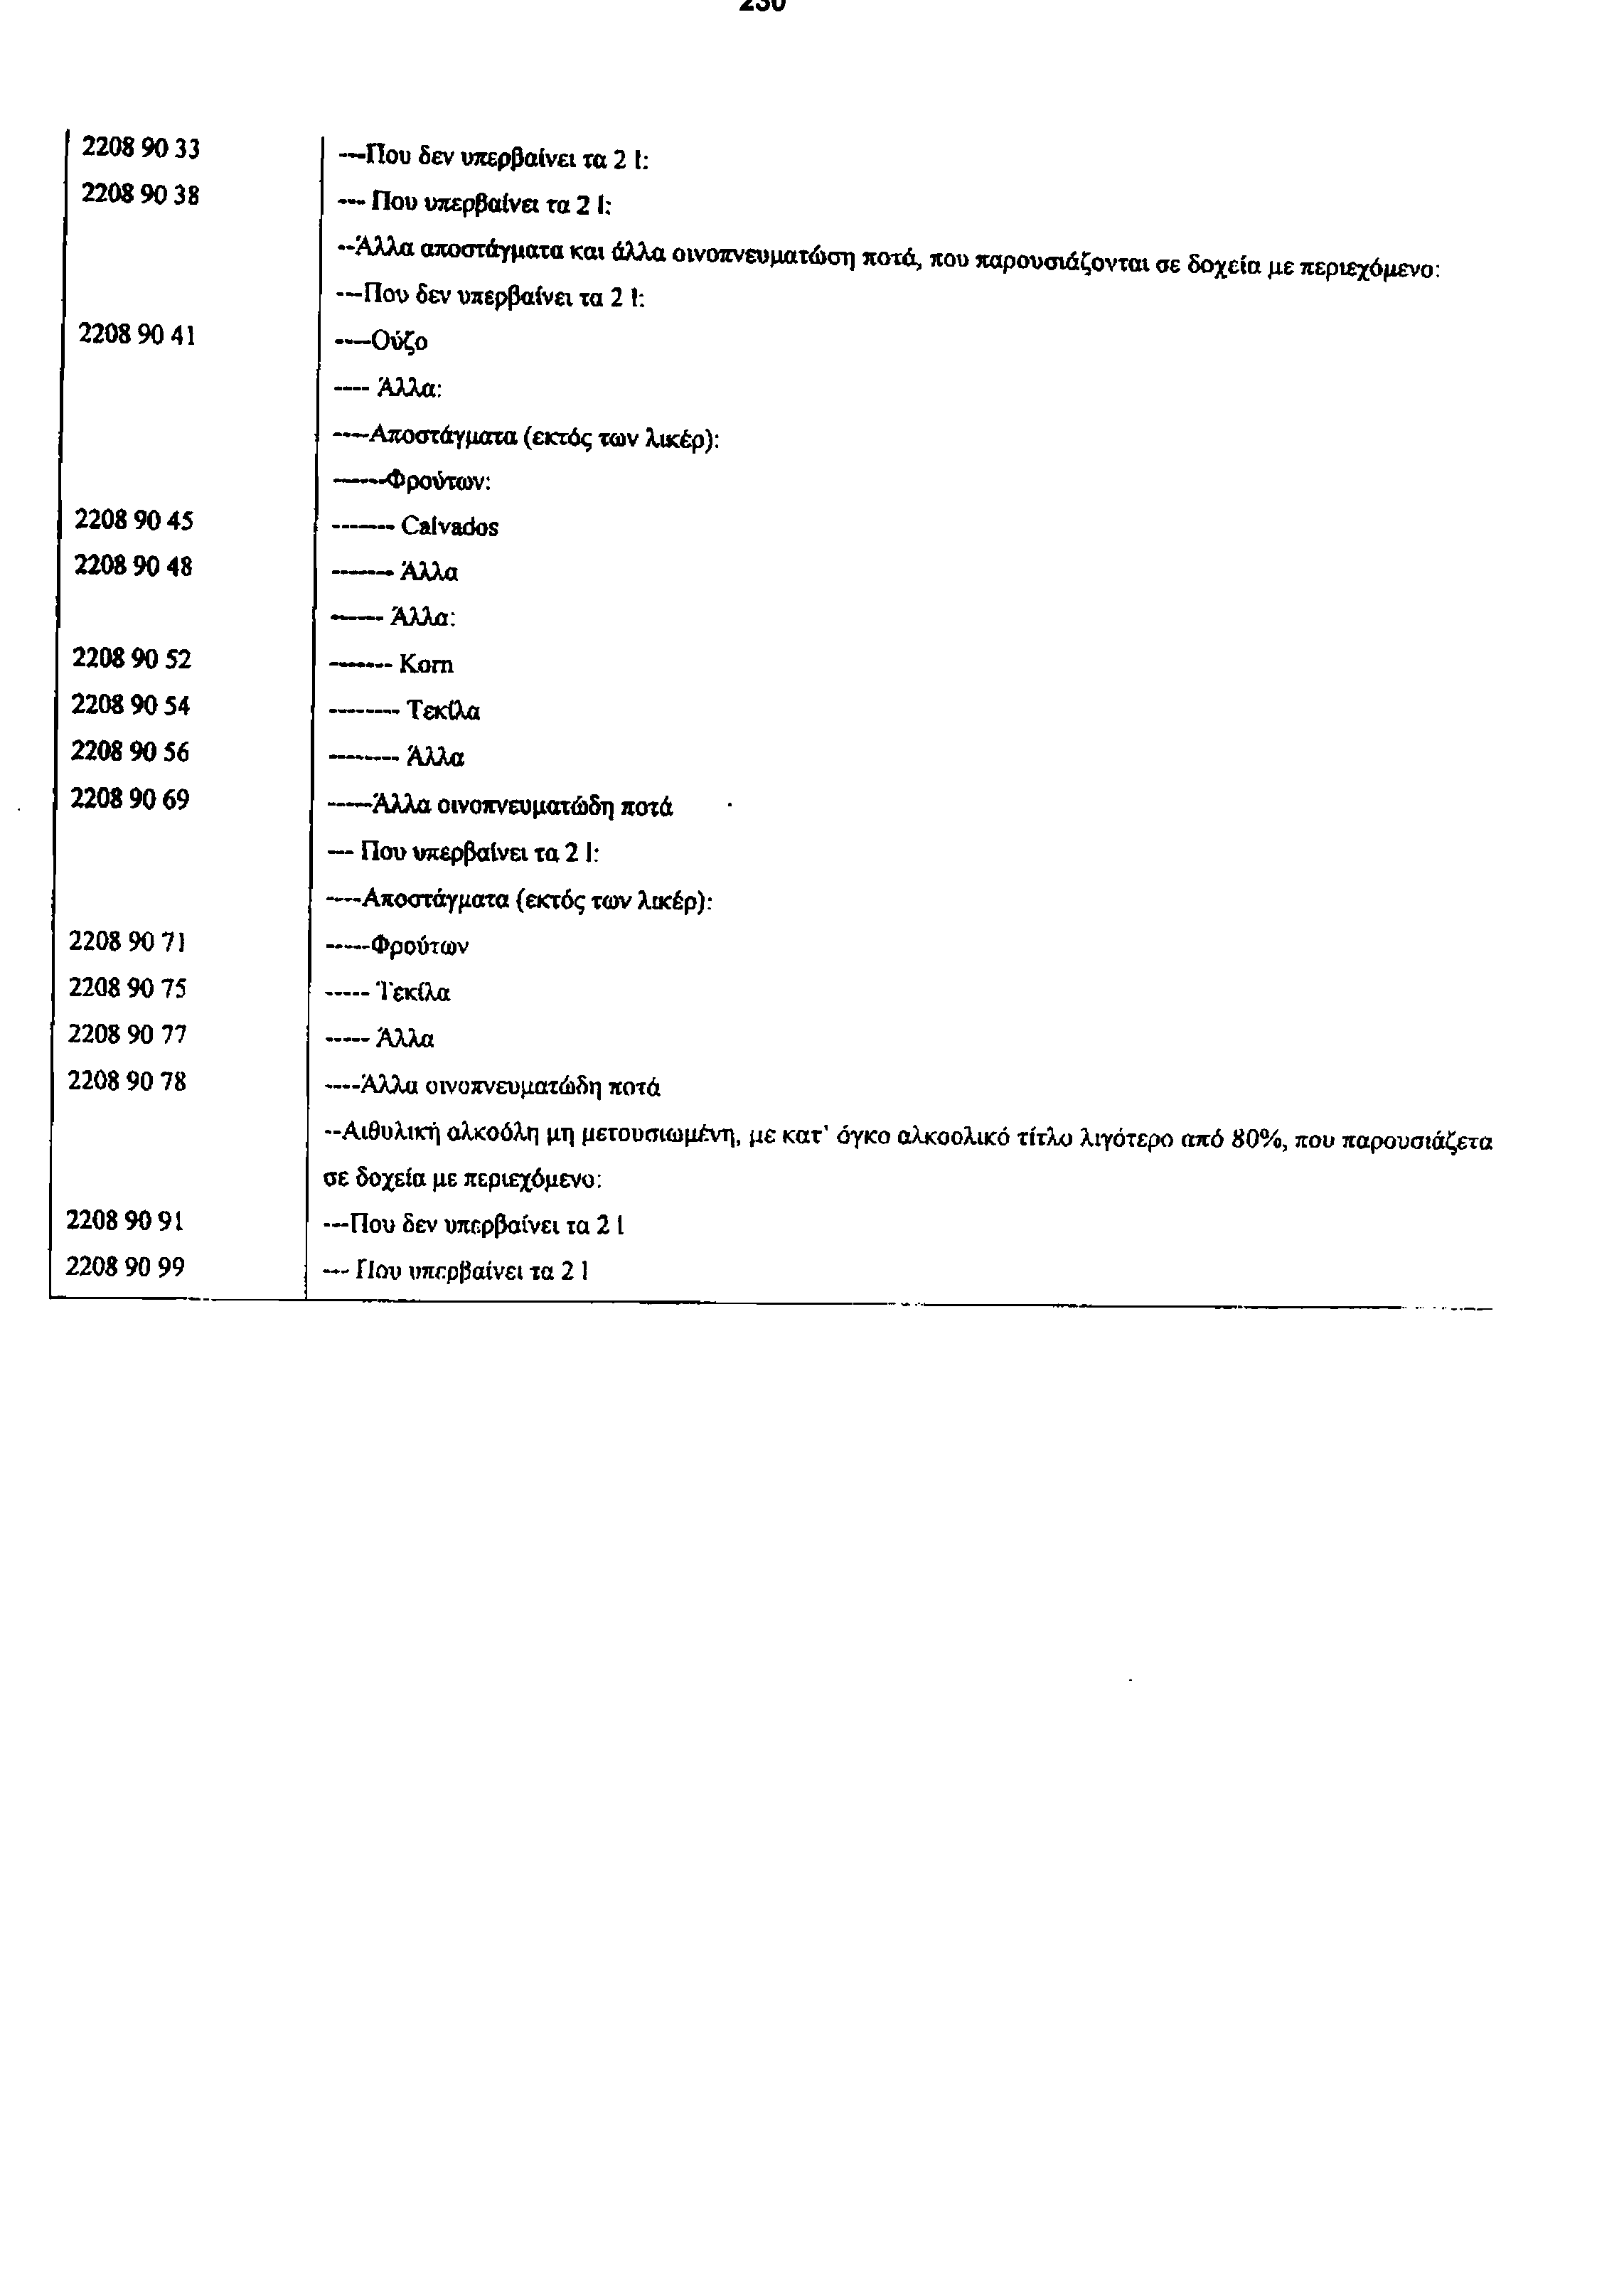 230
2208 90 33 ---Που δεν υπερβαίνει τα 2 l:
2208 90 38 --- Που υπερβαίνει τα 2 l:
--Άλλα αποστάγματα και άλλα οινοπνευματώση ποτά, που παρουσιάζονται σε δοχεία με περιεχόμενο:
---Που δεν υπερβαίνει τα 2 l:
2208 90 41 ----Ούζο
---- Άλλα:
----Αποστάγματα (εκτός των λικέρ):
------Φρούτων:
2208 90 45 ------- Calvados
2208 90 48 ------- Άλλα
------ Άλλα:
2208 90 52 ------- Korn
2208 90 54 -------- Τεκίλα
2208 90 56 -------- Άλλα
2208 90 69 -----Άλλα οινοπνευματώδη ποτά
--- Που υπερβαίνει τα 2 l:
----Αποστάγματα (εκτός των λικέρ):
2208 90 71 -----Φρούτων
2208 90 75 ----- Τεκίλα
2208 90 77 ----- Άλλα
2208 90 78 ----Άλλα οινοπνευματώδη ποτά
--Αιθυλική αλκοόλη μη μετουσιωμένη, με κατ' όγκο αλκοολικό τίτλο λιγότερο από 80%, που παρουσιάζετα
σε δοχεία με περιεχόμενο:
2208 90 91 ---Που δεν υπερβαίνει τα 2 l
2208 90 99 --- Που υπερβαίνει τα 2 l